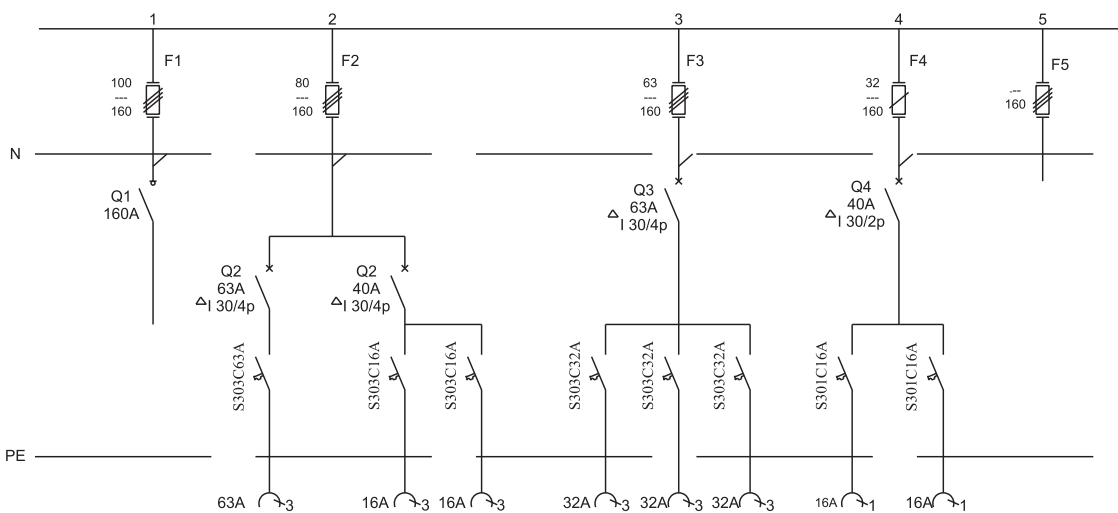 1 2 3 4 5
F1 F2 F3 F4 F5
100 80 63 32 ---
--- --- --- --- 160
160 160 160 160
N
Q1
160A
Q3
63A
Δ I 30/4p
Q4
40A
Δ I 30/2p
Q2
63A
Δ I 30/4p
Q2
40A
Δ I 30/4p
S303C63A
S303C16A
S303C16A
S303C32A
S303C32A
S303C32A
S301C16A
S301C16A
PE
63A 3 16A 3 16A 3 32A 3 32A 3 32A 3 16A 1 16A 1